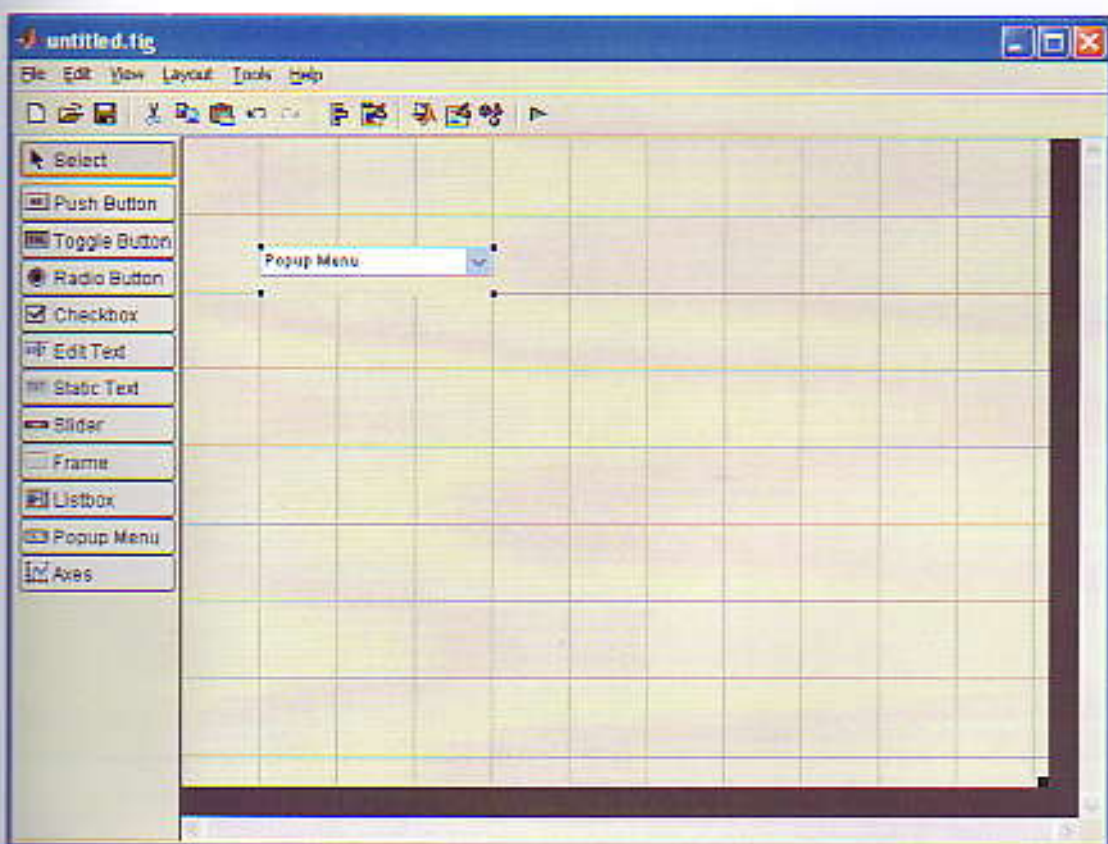 untitled.fig
File Edit View Layout Tools Help
Select
Push Button
Toggle Button
Radio Button
Checkbox
Edit Text
Static Text
Slider
Frame
Listbox
Popup Menu
Axes
Popup Menu